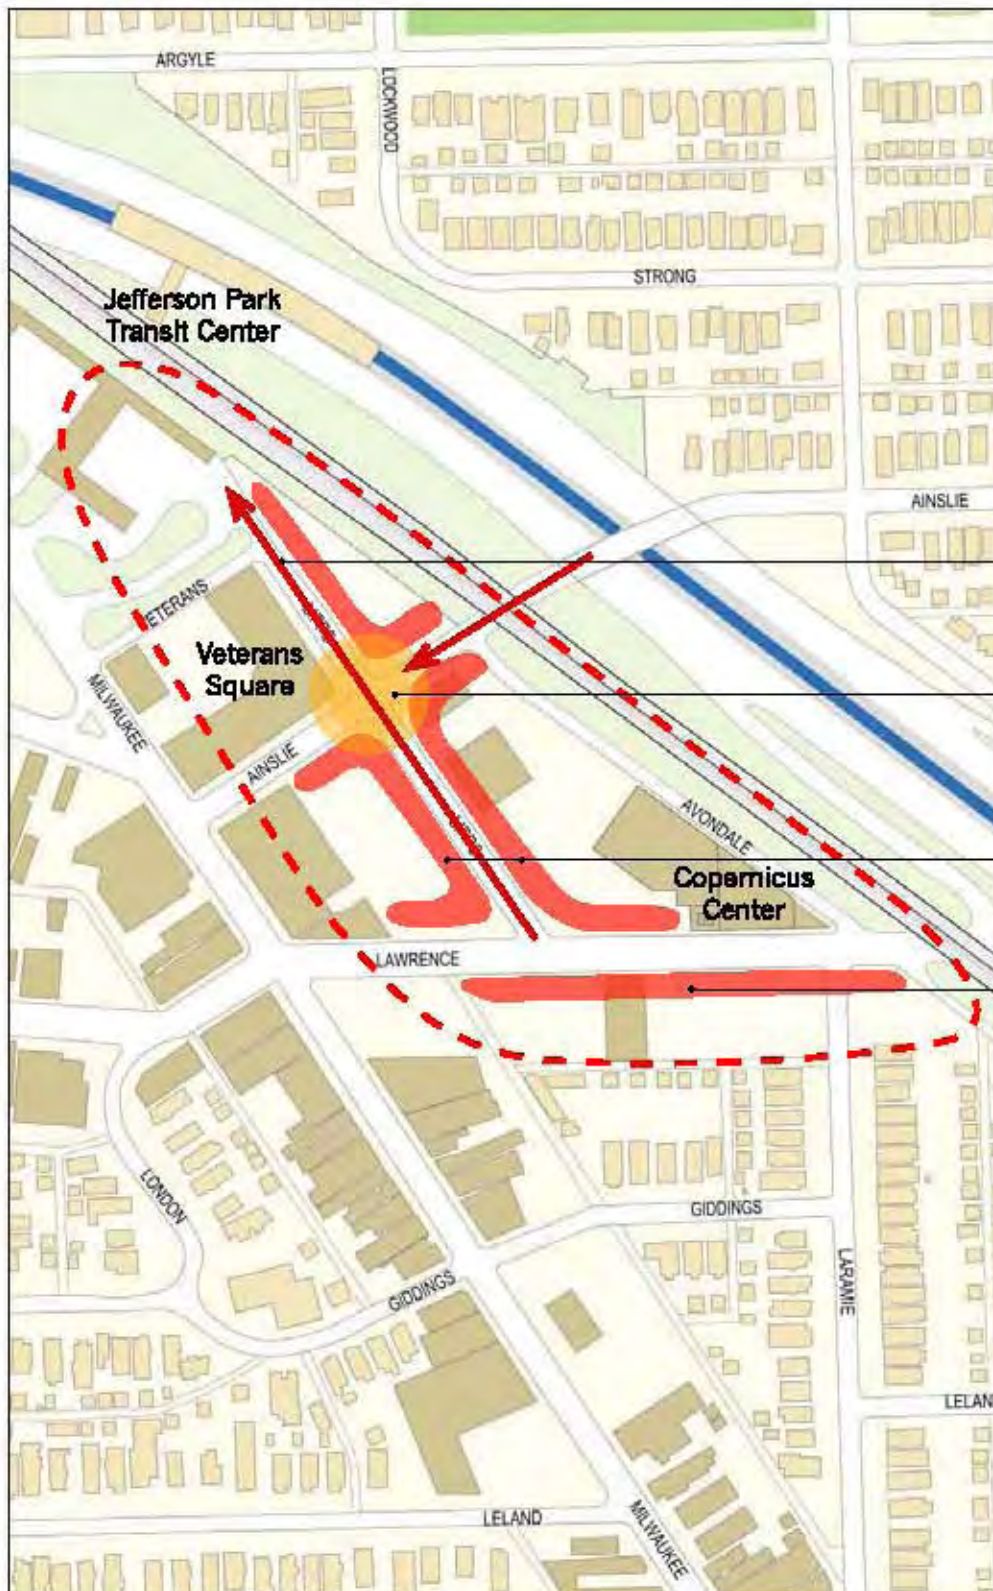 ARGYLE
LOCKWOOD
STRONG
Jefferson Park
Transit Center
AINSLIE
ETERANS
Veterans
Square
MILWAUKEE
AINSLIE
AVONDALE
Copernicus
Center
LAWRENCE
LONDON
GIDDINGS
GIDDINGS
LARAMIE
LELAN
LELAND
MILWAUKEE